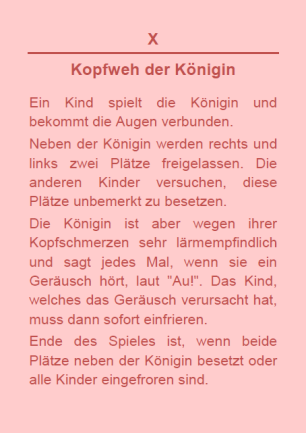 X
Kopfweh der Königin
Ein Kind spielt die Königin und
bekommt die Augen verbunden.
Neben der Königin werden rechts und
links zwei Plätze freigelassen. Die
anderen Kinder versuchen, diese
Plätze unbemerkt zu besetzen.
Die Königin ist aber wegen ihrer
Kopfschmerzen sehr lärmempfindlich
und sagt jedes Mal, wenn sie ein
Geräusch hört, laut "Au!". Das Kind,
welches das Geräusch verursacht hat,
muss dann sofort einfrieren.
Ende des Spieles ist, wenn beide
Plätze neben der Königin besetzt oder
alle Kinder eingefroren sind.